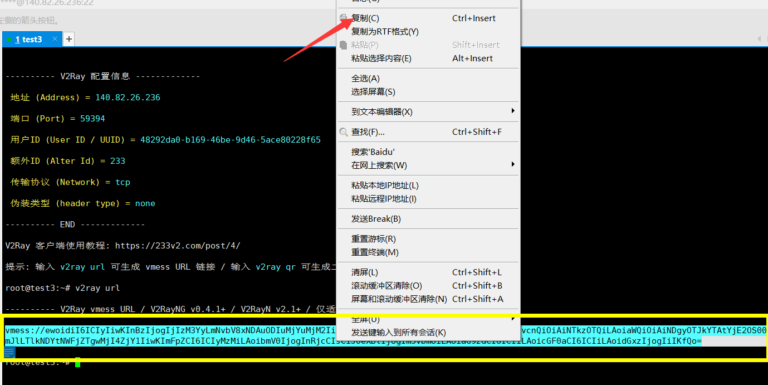 ****@140.82.26.236:22
左侧的箭头按钮。
1 test3
+
---------- V2Ray 配置信息 -------------
地址 (Address) = 140.82.26.236
端口 (Port) = 59394
用户ID (User ID / UUID) = 48292da0-b169-46be-9d46-5ace80228f65
额外ID (Alter Id) = 233
传输协议 (Network) = tcp
伪装类型 (header type) = none
---------- END -------------
V2Ray 客户端使用教程: https://233v2.com/post/4/
提示: 输入 v2ray url 可生成 vmess URL 链接 / 输入 v2ray qr 可生成二
root@test3:~# v2ray url
---------- V2Ray vmess URL / V2RayNG v0.4.1+ / V2RayN v2.1+ / 仅适
root@test3:~#
复制(C) Ctrl+Insert
复制为RTF格式(Y)
粘贴(P) Shift+Insert
粘贴选择内容(E) Alt+Insert
全选(A)
选择屏幕(S)
到文本编辑器(X)
查找(F)... Ctrl+Shift+F
搜索'Baidu'
在网上搜索(W)
粘贴本地IP地址(L)
粘贴远程IP地址(I)
发送Break(B)
重置游标(R)
重置终端(M)
清屏(L) Ctrl+Shift+L
滚动缓冲区清除(O) Ctrl+Shift+B
屏幕和滚动缓冲区清除(N) Ctrl+Shift+A
全屏(U)
发送键输入到所有会话(K)